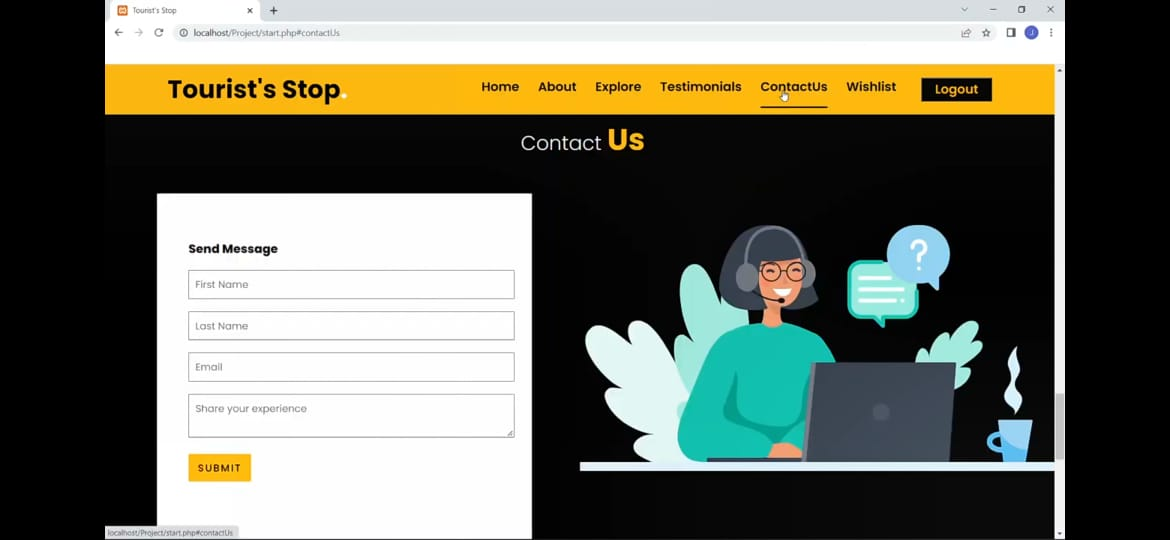 Tourist's Stop
localhost/Project/start.php#contactUs
J
Tourist's Stop.
Home About Explore Testimonials ContactUs Wishlist Logout
Contact Us
Send Message
First Name
Last Name
Email
Share your experience
SUBMIT
?
localhost/Project/start.php#contactUs